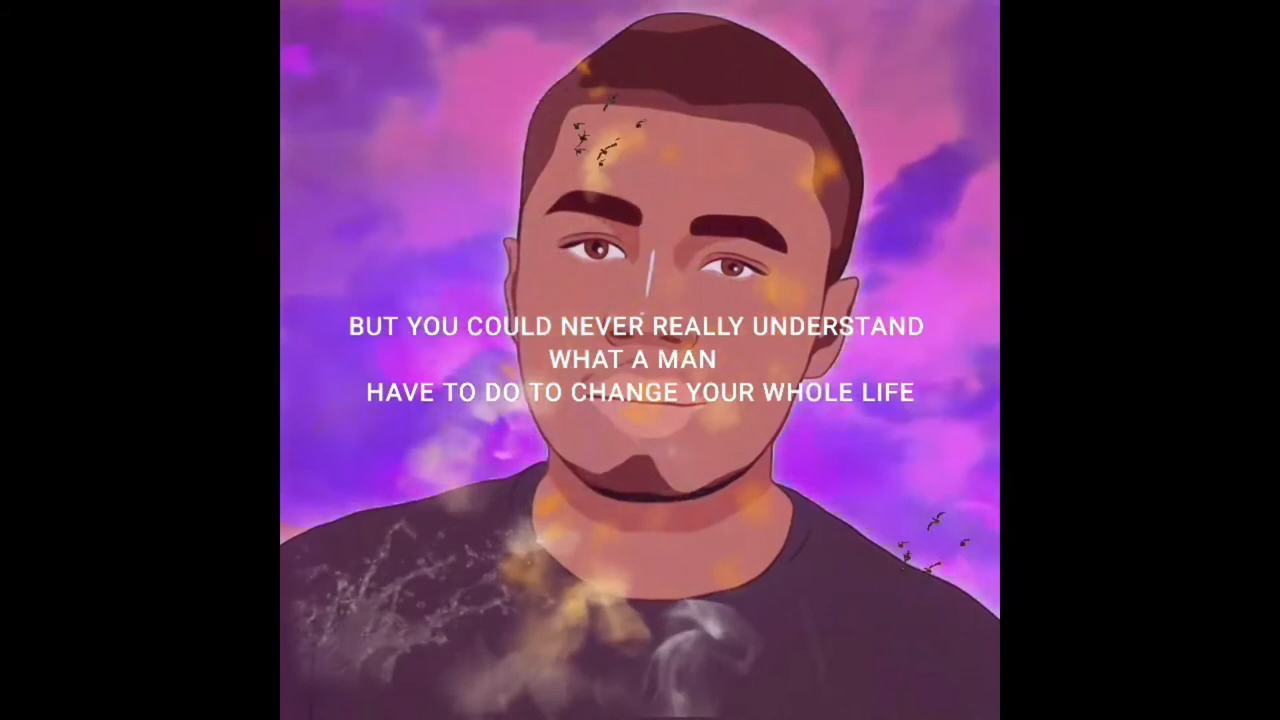 BUT YOU COULD NEVER REALLY UNDERSTAND
WHAT A MAN
HAVE TO DO TO CHANGE YOUR WHOLE LIFE